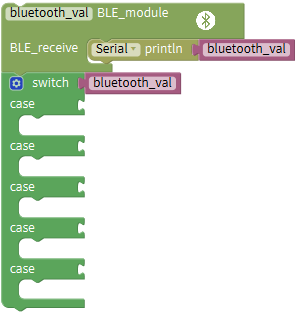 bluetooth_val BLE_module
BLE_receive Serial println bluetooth_val
switch bluetooth_val
case
case
case
case
case